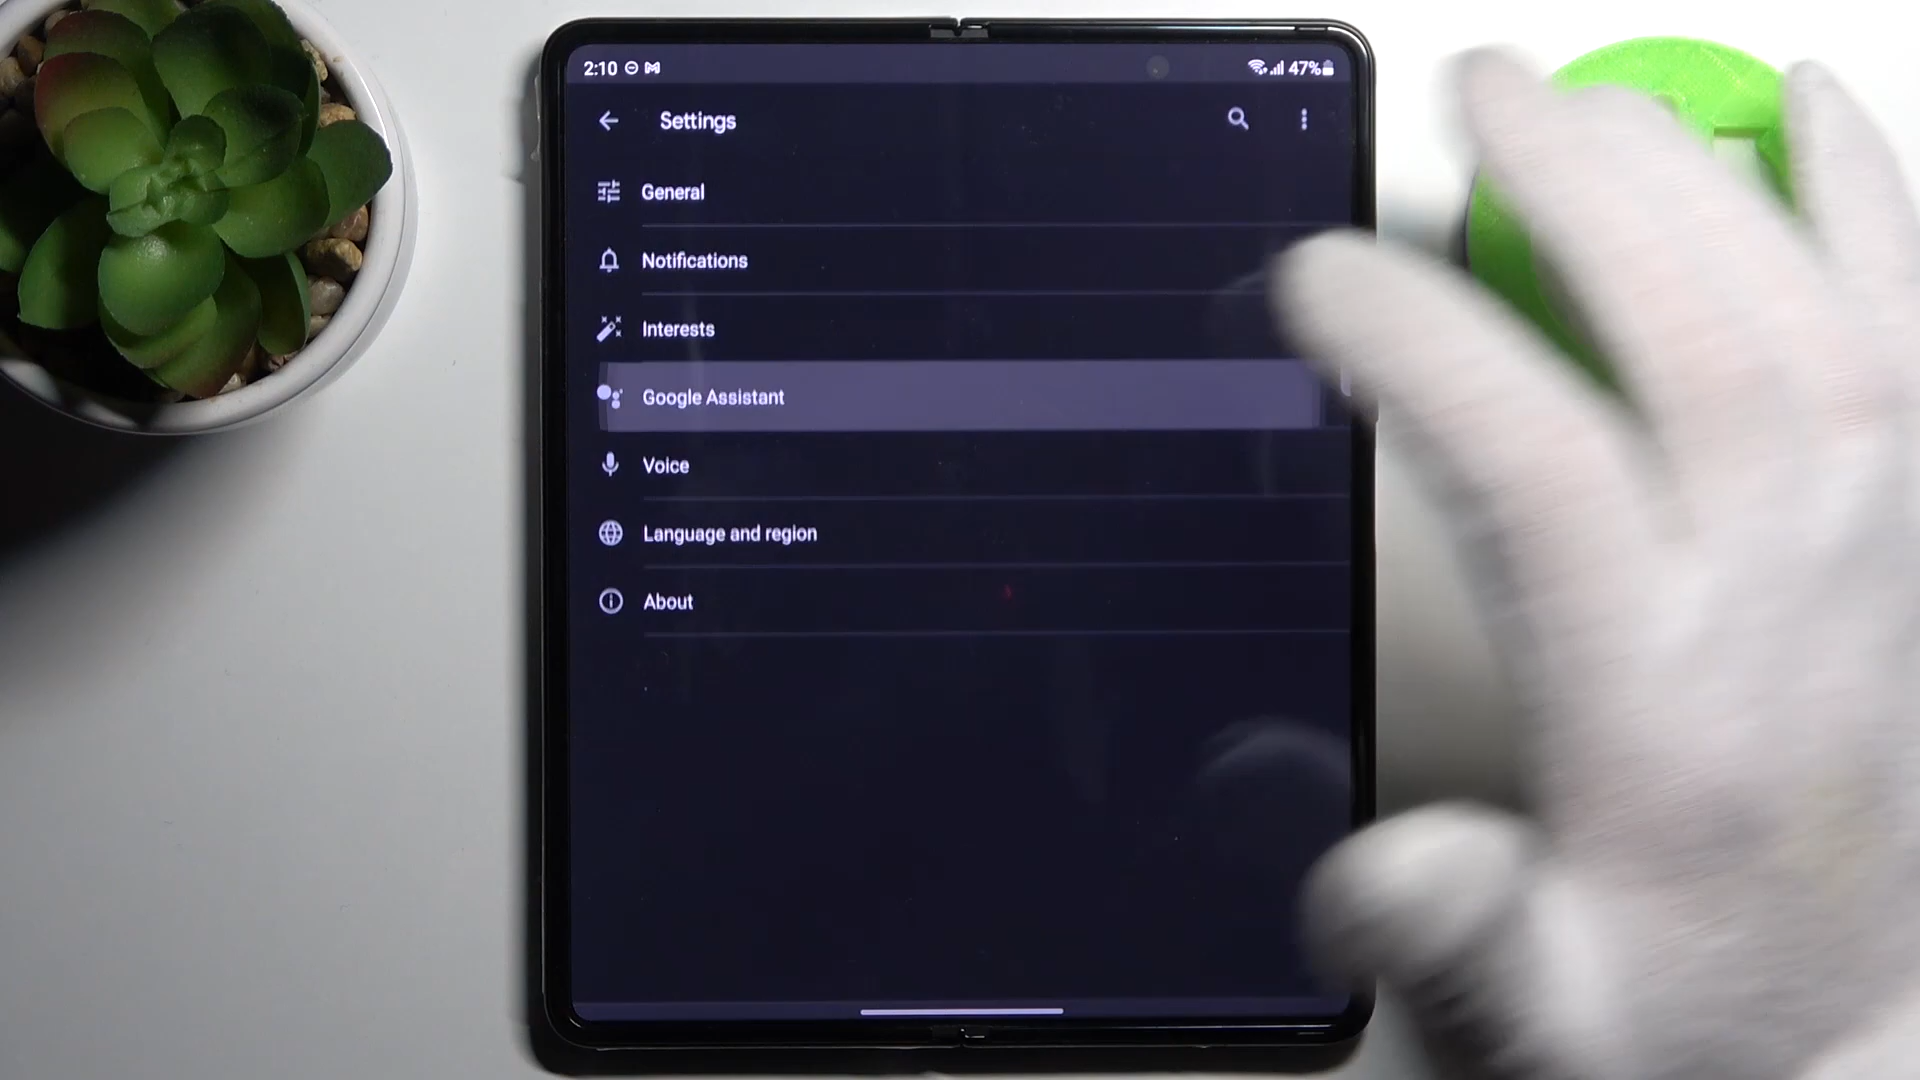 2:10 47%
Settings
General
Notifications
Interests
Google Assistant
Voice
Language and region
About